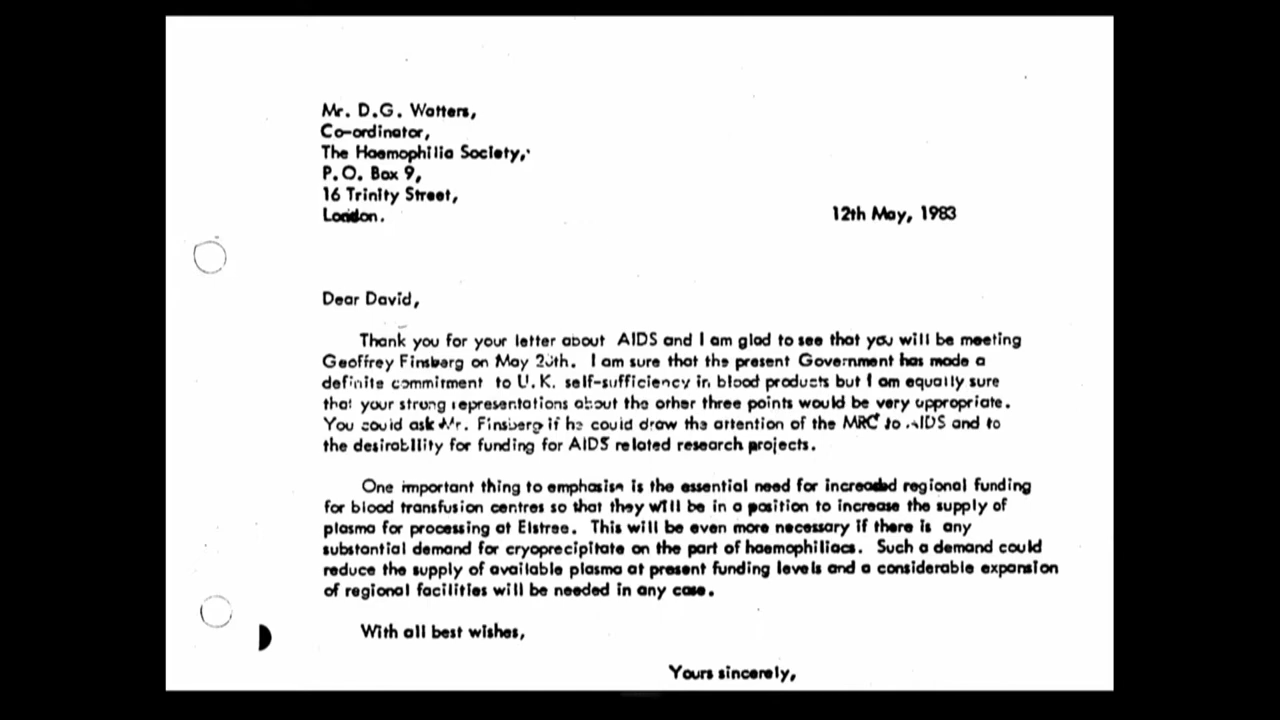 Mr. D.G. Watters,
Co-ordinator,
The Haemophilia Society,
P.O. Box 9,
16 Trinity Street,
London.
12th May, 1983
Dear David,
Thank you for your letter about AIDS and I am glad to see that you will be meeting
Geoffrey Finsberg on May 20th. I am sure that the present Government has made a
definite commitment to U.K. self-sufficiency in blood products but I am equally sure
that your strong representations about the other three points would be very appropriate.
You could ask Mr. Finsberg if he could draw the attention of the MRC to AIDS and to
the desirability for funding for AIDS related research projects.
One important thing to emphasise is the essential need for increased regional funding
for blood transfusion centres so that they will be in a position to increase the supply of
plasma for processing at Elstree. This will be even more necessary if there is any
substantial demand for cryoprecipitate on the part of haemophiliacs. Such a demand could
reduce the supply of available plasma at present funding levels and a considerable expansion
of regional facilities will be needed in any case.
With all best wishes,
Yours sincerely,